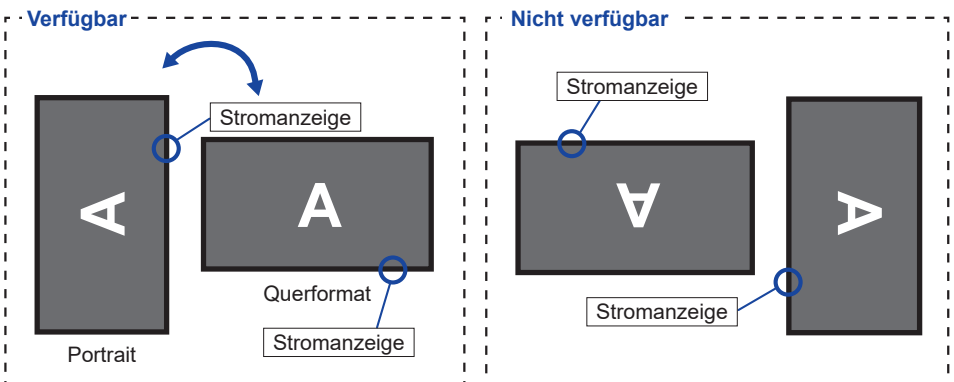 Verfügbar
Stromanzeige
A
A
Querformat
Stromanzeige
Portrait
Nicht verfügbar
Stromanzeige
A
A
Stromanzeige